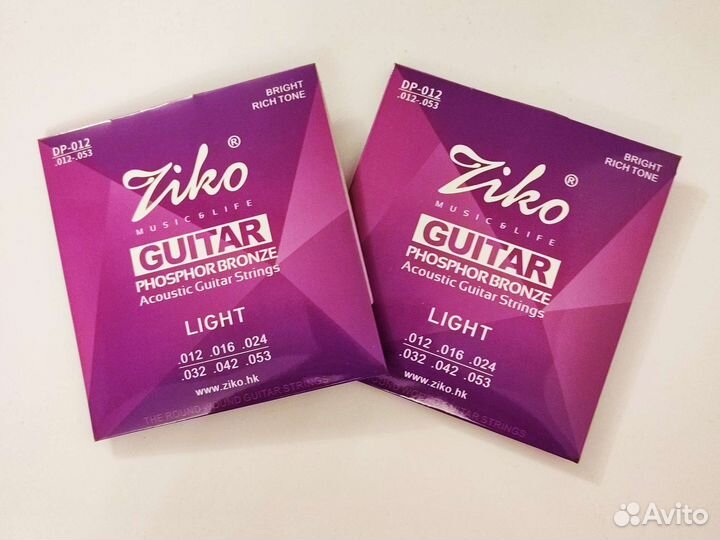 DP-012
.012-.053
BRIGHT
RICH TONE
Ziko®
MUSIC & LIFE
GUITAR
PHOSPHOR BRONZE
Acoustic Guitar Strings
LIGHT
.012 .016 .024
.032 .042 .053
www.ziko.hk
THE ROUND WOUND GUITAR STRINGS
DP-012
.012-.053
BRIGHT
RICH TONE
Ziko®
MUSIC & LIFE
GUITAR
PHOSPHOR BRONZE
Acoustic Guitar Strings
LIGHT
.012 .016 .024
.032 .042 .053
www.ziko.hk
GUITAR STRINGS
Avito